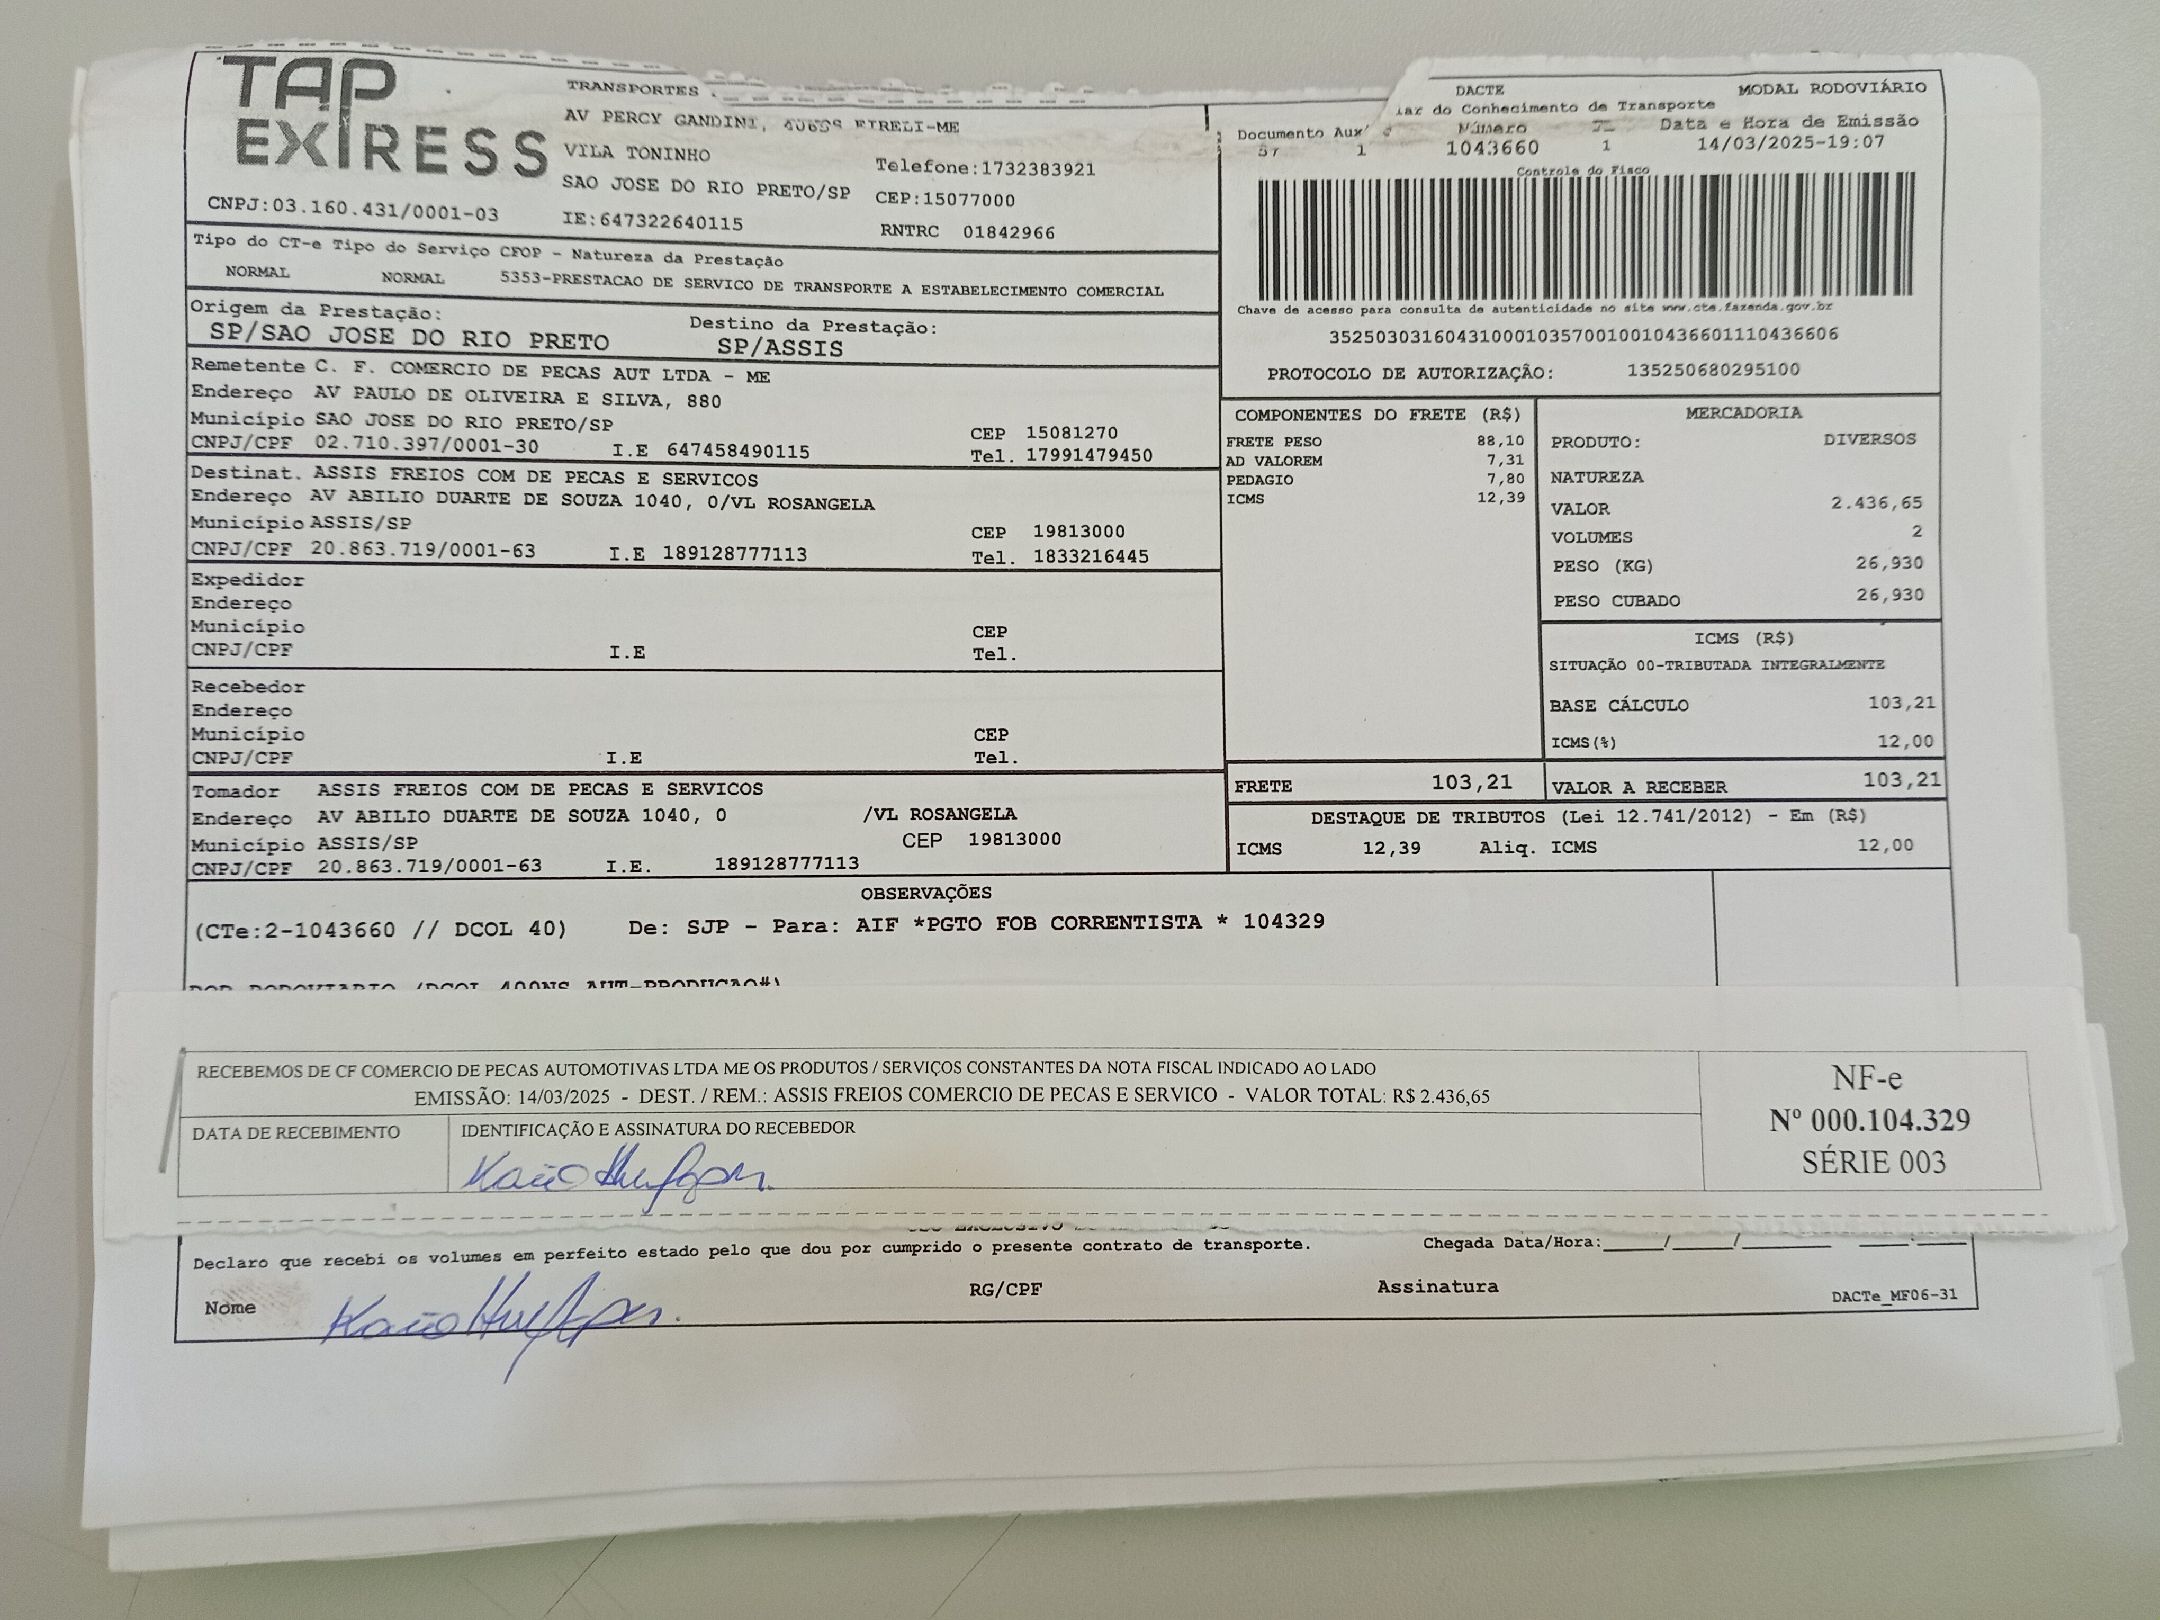 TAP
EXPRESS
TRANSPORTES
AV PERCY GANDINI,
EIRELI-ME
VILA TONINHO
Telefone:1732383921
SAO JOSE DO RIO PRETO/SP CEP:15077000
CNPJ:03.160.431/0001-03
IE:647322640115
RNTRC 01842966
DACTE
MODAL RODOVIÁRIO
iar do Conhecimento de Transporte
Documento Aux
Número
Data e Hora de Emissão
1
1043660
1
14/03/2025-19:07
Controle do Fisco
Chave de acesso para consulta de autenticidade no site www.cte.fazenda.gov.br
35250303160431000103570010010436601110436606
PROTOCOLO DE AUTORIZAÇÃO: 135250680295100
Tipo do CT-e Tipo do Serviço CFOP - Natureza da Prestação
NORMAL NORMAL 5353-PRESTACAO DE SERVICO DE TRANSPORTE A ESTABELECIMENTO COMERCIAL
Origem da Prestação:
SP/SAO JOSE DO RIO PRETO
Destino da Prestação:
SP/ASSIS
Remetente C. F. COMERCIO DE PECAS AUT LTDA - ME
Endereço AV PAULO DE OLIVEIRA E SILVA, 880
Município SAO JOSE DO RIO PRETO/SP CEP 15081270
CNPJ/CPF 02.710.397/0001-30 I.E 647458490115 Tel. 17991479450
Destinat. ASSIS FREIOS COM DE PECAS E SERVICOS
Endereço AV ABILIO DUARTE DE SOUZA 1040, 0/VL ROSANGELA
Município ASSIS/SP CEP 19813000
CNPJ/CPF 20.863.719/0001-63 I.E 189128777113 Tel. 1833216445
Expedidor
Endereço
Município CEP
CNPJ/CPF I.E Tel.
Recebedor
Endereço
Município CEP
CNPJ/CPF I.E Tel.
Tomador ASSIS FREIOS COM DE PECAS E SERVICOS
Endereço AV ABILIO DUARTE DE SOUZA 1040, 0 /VL ROSANGELA
Município ASSIS/SP CEP 19813000
CNPJ/CPF 20.863.719/0001-63 I.E. 189128777113
COMPONENTES DO FRETE (R$)
FRETE PESO 88,10
AD VALOREM 7,31
PEDAGIO 7,80
ICMS 12,39
MERCADORIA
PRODUTO: DIVERSOS
NATUREZA
VALOR 2.436,65
VOLUMES 2
PESO (KG) 26,930
PESO CUBADO 26,930
ICMS (R$)
SITUAÇÃO 00-TRIBUTADA INTEGRALMENTE
BASE CÁLCULO 103,21
ICMS(%) 12,00
FRETE 103,21 VALOR A RECEBER 103,21
DESTAQUE DE TRIBUTOS (Lei 12.741/2012) - Em (R$)
ICMS 12,39 Aliq. ICMS 12,00
OBSERVAÇÕES
(CTe:2-1043660 // DCOL 40) De: SJP - Para: AIF *PGTO FOB CORRENTISTA * 104329
RECEBEMOS DE CF COMERCIO DE PECAS AUTOMOTIVAS LTDA ME OS PRODUTOS / SERVIÇOS CONSTANTES DA NOTA FISCAL INDICADO AO LADO
EMISSÃO: 14/03/2025 - DEST. / REM.: ASSIS FREIOS COMERCIO DE PECAS E SERVICO - VALOR TOTAL: R$ 2.436,65
DATA DE RECEBIMENTO
IDENTIFICAÇÃO E ASSINATURA DO RECEBEDOR
NF-e
Nº 000.104.329
SÉRIE 003
Declaro que recebi os volumes em perfeito estado pelo que dou por cumprido o presente contrato de transporte. Chegada Data/Hora:____/____/______ ____:____
Nome RG/CPF Assinatura
DACTe_MF06-31